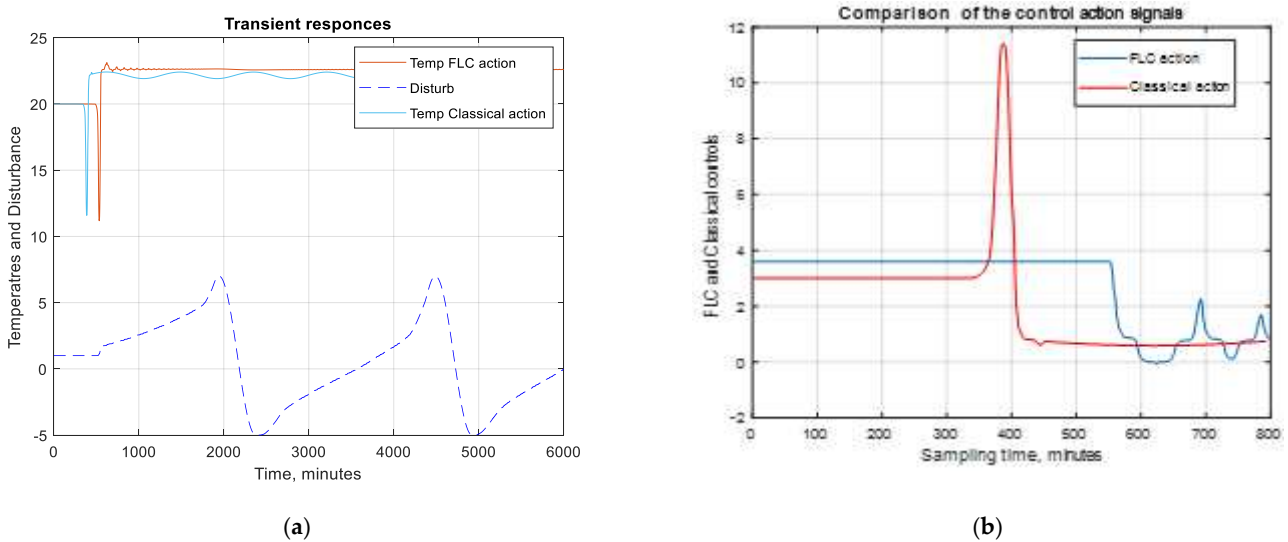 Transient responces
25
20
15
10
5
0
-5
Temperatres and Disturbance
Temp FLC action
Disturb
Temp Classical action
0 1000 2000 3000 4000 5000 6000
Time, minutes
(a)
Comparison of the control action signals
12
10
8
6
4
2
0
-2
FLC and Classical controls
FLC action
Classical acton
0 100 200 300 400 500 600 700 800
Sampling time, minutes
(b)